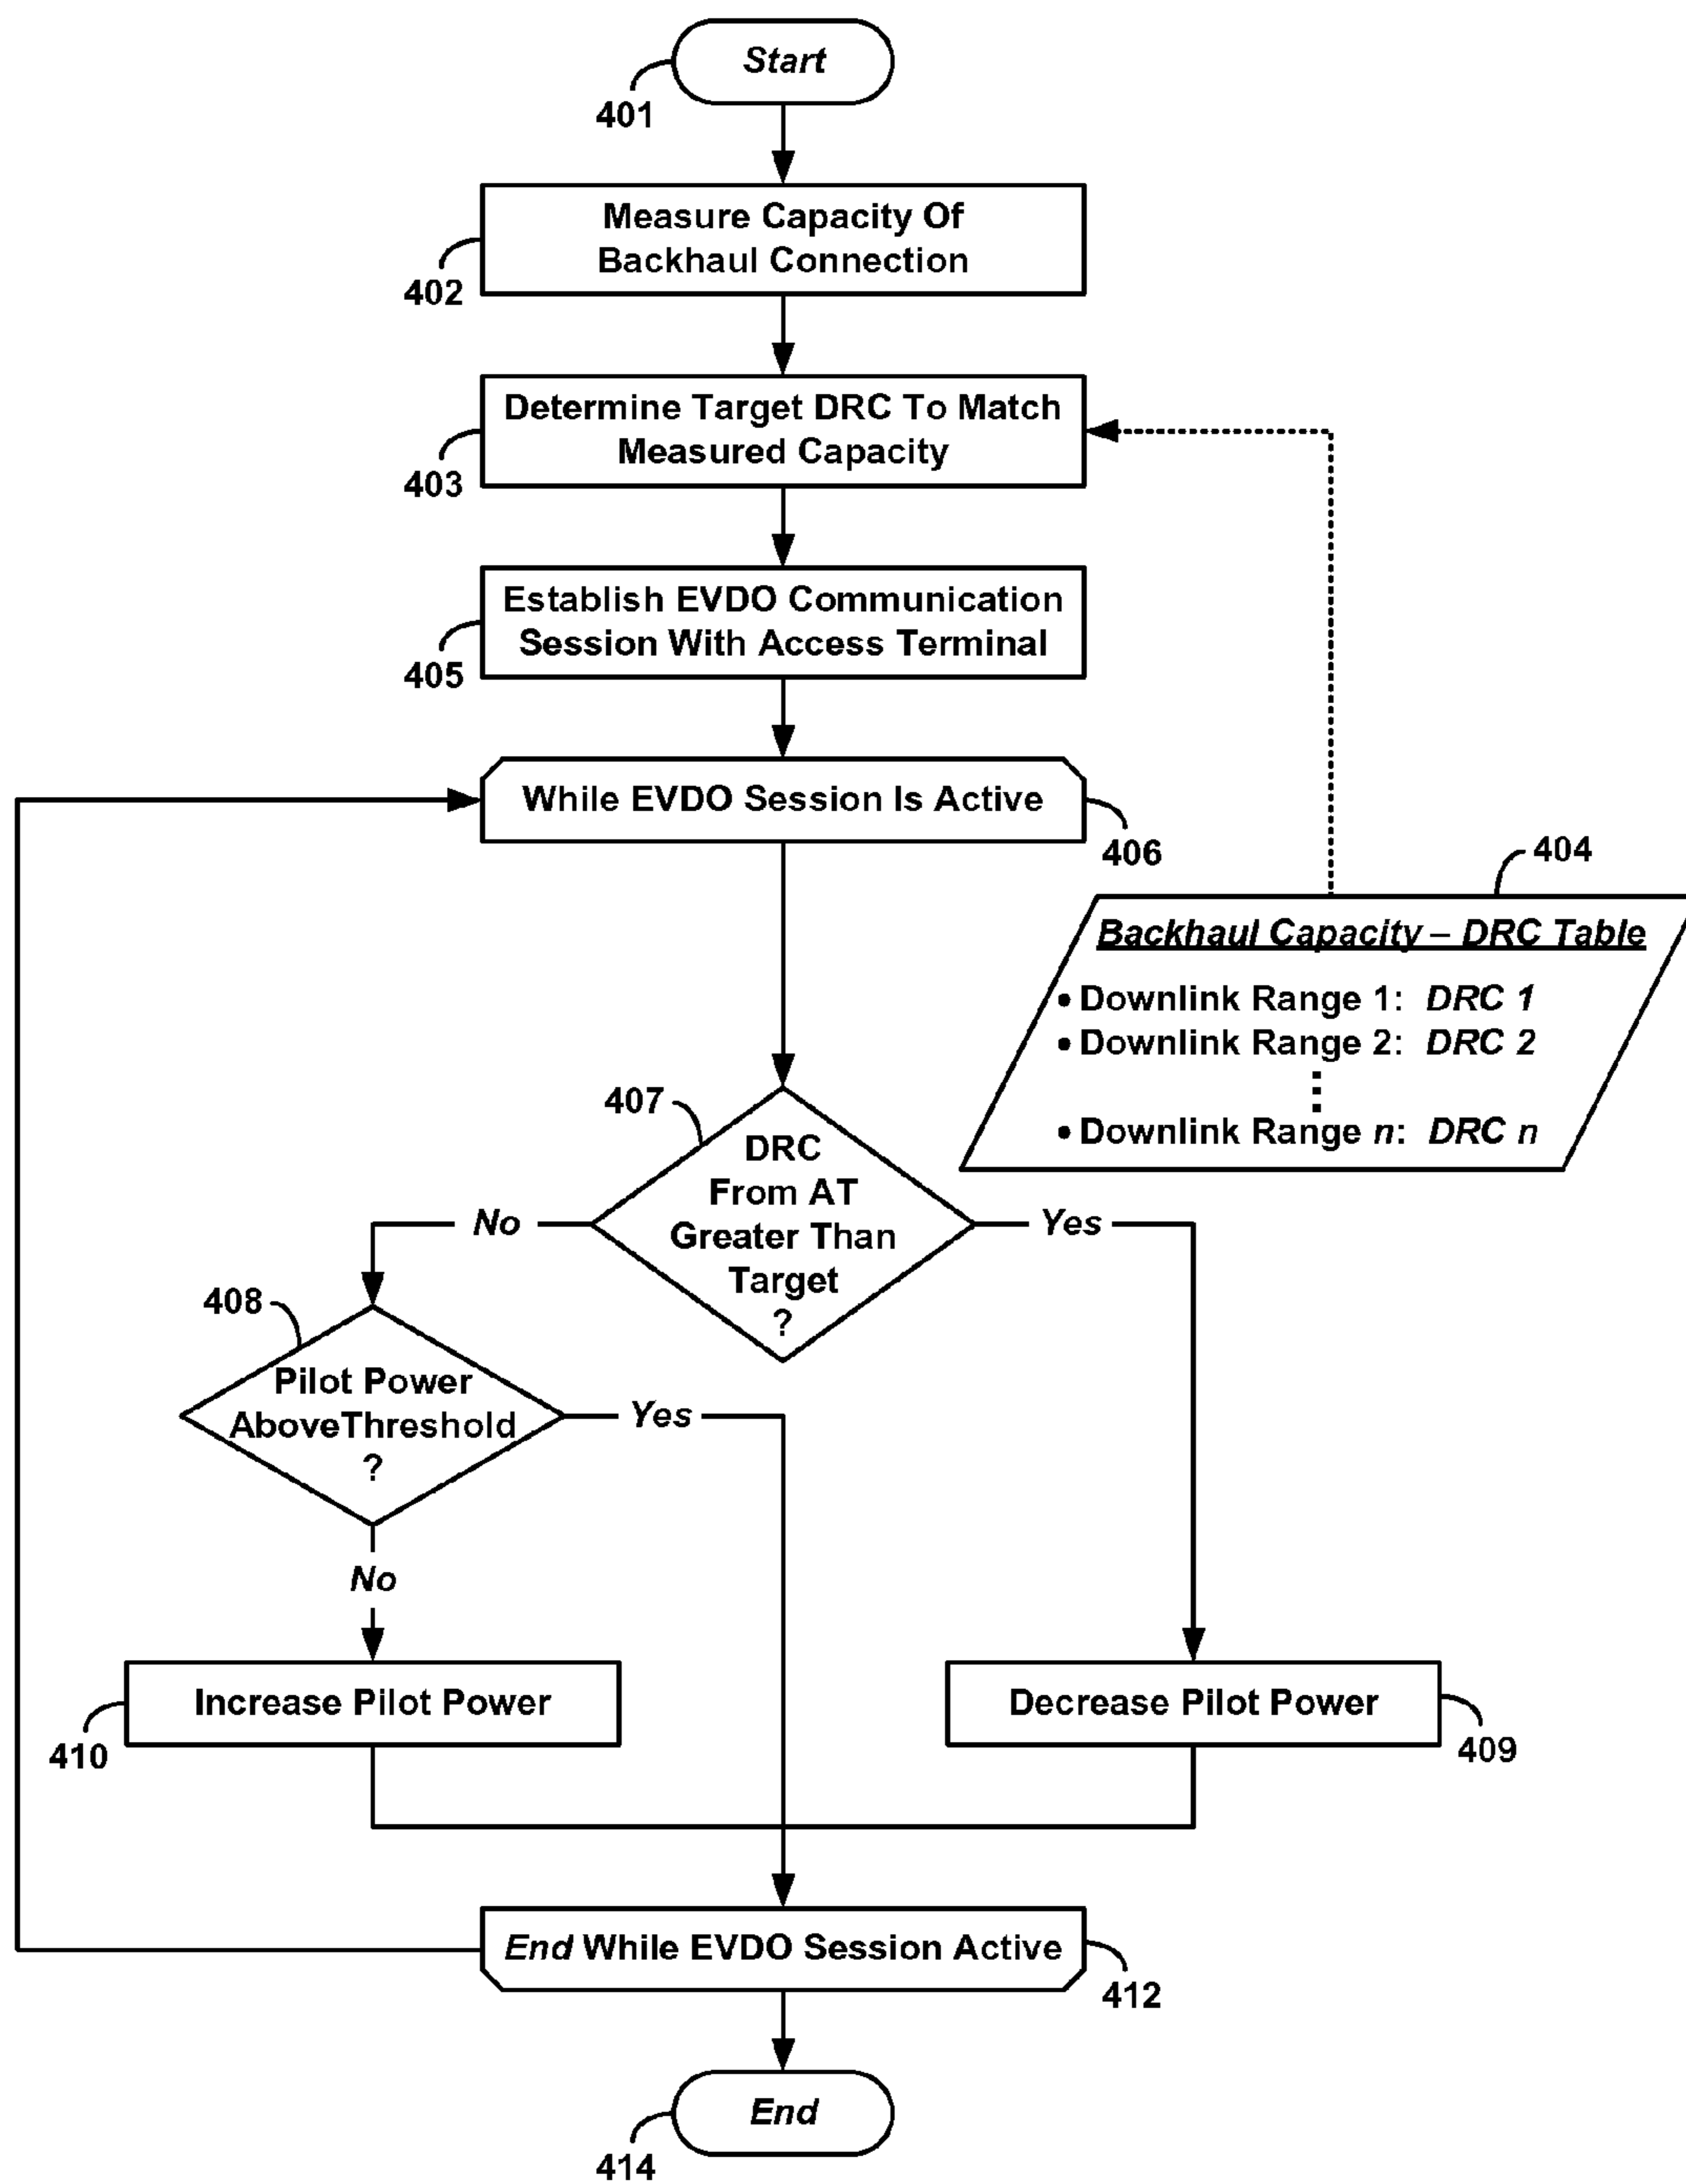 Start
401
Measure Capacity Of
Backhaul Connection
402
Determine Target DRC To Match
Measured Capacity
403
Establish EVDO Communication
Session With Access Terminal
405
While EVDO Session Is Active
406
404
Backhaul Capacity – DRC Table
• Downlink Range 1: DRC 1
• Downlink Range 2: DRC 2
• Downlink Range n: DRC n
407
DRC
From AT
Greater Than
Target
?
No
Yes
408
Pilot Power
AboveThreshold
?
Yes
No
Increase Pilot Power
410
Decrease Pilot Power
409
End While EVDO Session Active
412
End
414